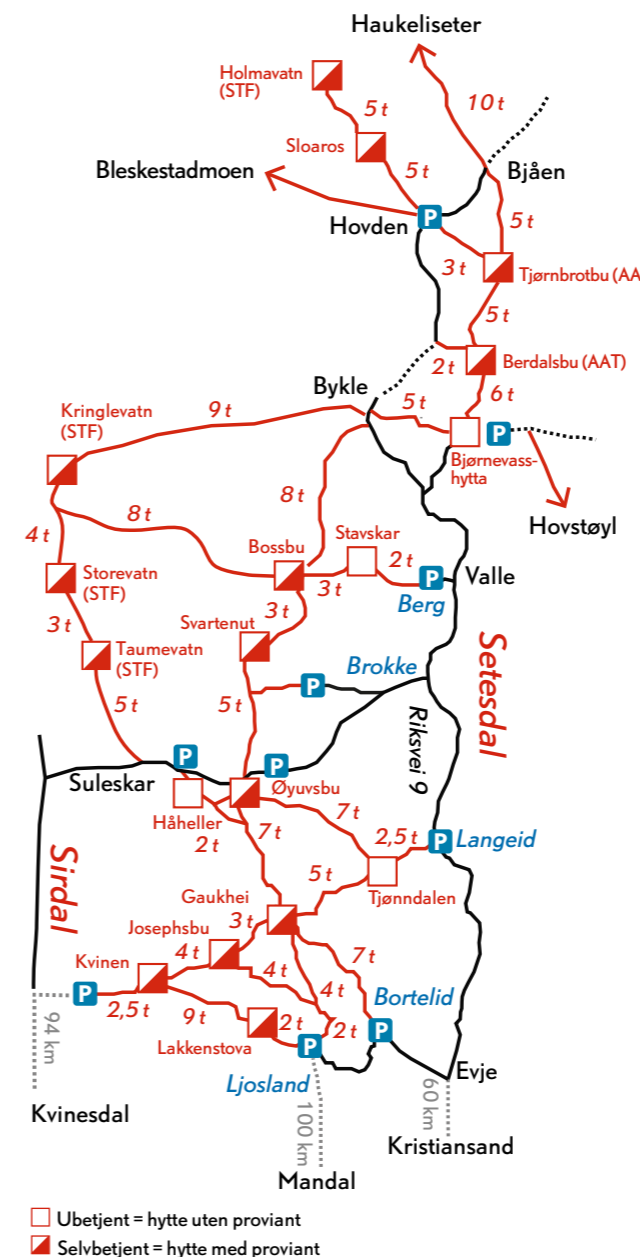 Haukeliseter
Holmavatn
(STF)
10 t
5 t
Sloaros
Bleskestadmoen
5 t
Bjåen
P
Hovden
5 t
3 t
Tjørnbrotbu (AA
5 t
2 t
Berdalsbu (AAT)
Bykle
6 t
Kringlevatn
(STF)
9 t
5 t
P
Bjørnevass-
hytta
8 t
8 t
Hovstøyl
4 t
Bossbu
Stavskar
2 t
Valle
Storevatn
(STF)
3 t
P
Berg
3 t
3 t
Svartenut
Taumevatn
(STF)
Brokke
Setesdal
5 t
5 t
P
Riksvei 9
P
P
Suleskar
Øyuvsbu
Håheller
2 t
7 t
7 t
2,5 t
P
Langeid
Sirdal
5 t
Tjønndalen
Gaukhei
Josephsbu
3 t
Kvinen
4 t
4 t
4 t
7 t
Bortelid
P
2,5 t
9 t
2 t
2 t
P
Lakkenstova
P
94 km
Ljosland
Evje
60 km
Kvinesdal
100 km
Kristiansand
Mandal
Ubetjent = hytte uten proviant
Selvbetjent = hytte med proviant